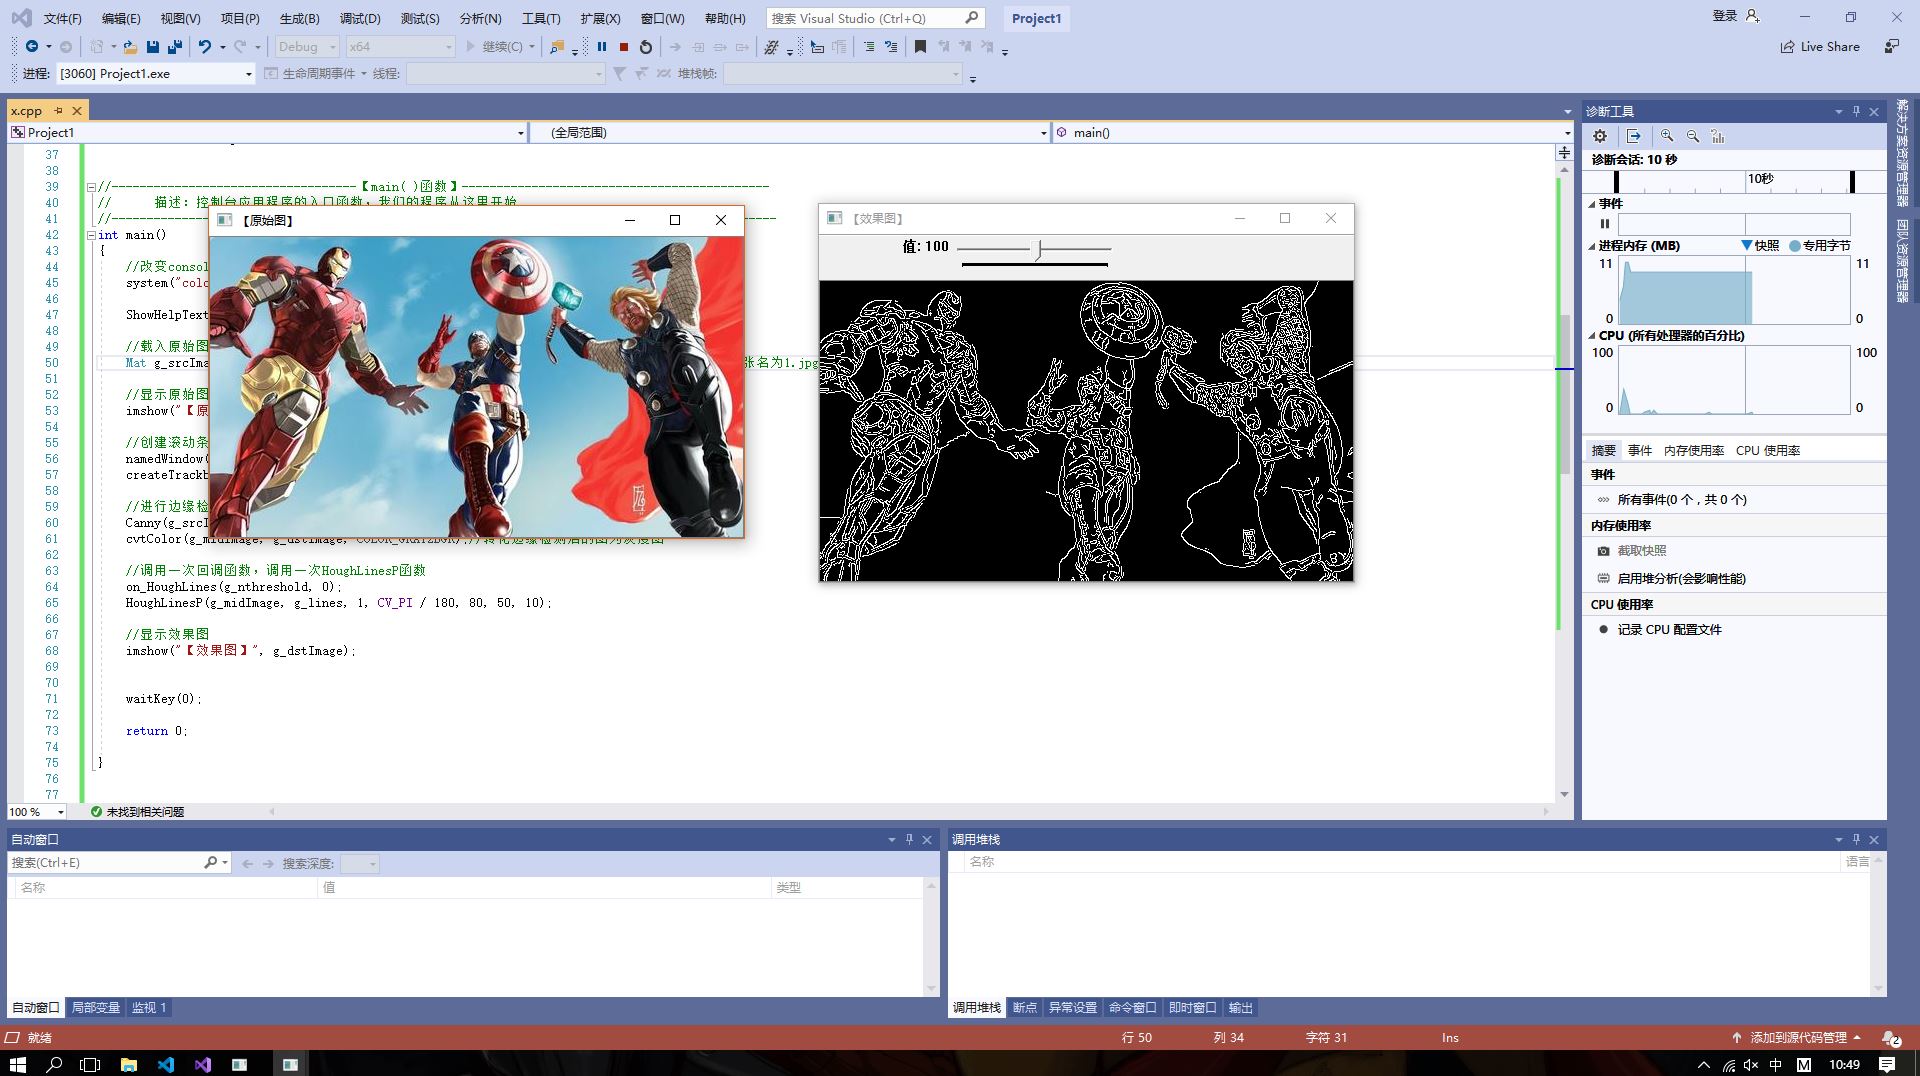 文件(F) 编辑(E) 视图(V) 项目(P) 生成(B) 调试(D) 测试(S) 分析(N) 工具(T) 扩展(X) 窗口(W) 帮助(H) 搜索 Visual Studio (Ctrl+Q) Project1 登录
Debug x64 继续(C) Live Share
进程: [3060] Project1.exe 生命周期事件 线程: 堆栈帧:
x.cpp
Project1 (全局范围) main()
37
38
39 //-----------------------------------【main( )函数】--------------------------------------------
40 // 描述：控制台应用程序的入口函数，我们的程序从这里开始
41 //-----------------------------------------------------------------------------------------------
42 int main()
43 {
44 //改变consol
45 system("colo
46
47 ShowHelpText
48
49 //载入原始图
50 Mat g_srcIma 张名为1.jpg
51
52 //显示原始图
53 imshow("【原
54
55 //创建滚动条
56 namedWindow(
57 createTrackb
58
59 //进行边缘检
60 Canny(g_srcI
61 cvtColor(g_midImage, g_dstImage, COLOR_GRAY2BGR);//转化边缘检测后的图为灰度图
62
63 //调用一次回调函数，调用一次HoughLinesP函数
64 on_HoughLines(g_nthreshold, 0);
65 HoughLinesP(g_midImage, g_lines, 1, CV_PI / 180, 80, 50, 10);
66
67 //显示效果图
68 imshow("【效果图】", g_dstImage);
69
70
71 waitKey(0);
72
73 return 0;
74
75 }
76
77
【原始图】
【效果图】
值: 100
100 % 未找到相关问题
诊断工具
诊断会话: 10 秒
10秒
事件
进程内存 (MB) 快照 专用字节
11 11
0 0
CPU (所有处理器的百分比)
100 100
0 0
摘要 事件 内存使用率 CPU 使用率
事件
所有事件(0 个，共 0 个)
内存使用率
截取快照
启用堆分析(会影响性能)
CPU 使用率
记录 CPU 配置文件
解决方案资源管理器
团队资源管理器
自动窗口
搜索(Ctrl+E) 搜索深度:
名称 值 类型
自动窗口 局部变量 监视 1
调用堆栈
名称 语言
调用堆栈 断点 异常设置 命令窗口 即时窗口 输出
就绪 行 50 列 34 字符 31 Ins 添加到源代码管理 2
中 M 10:49